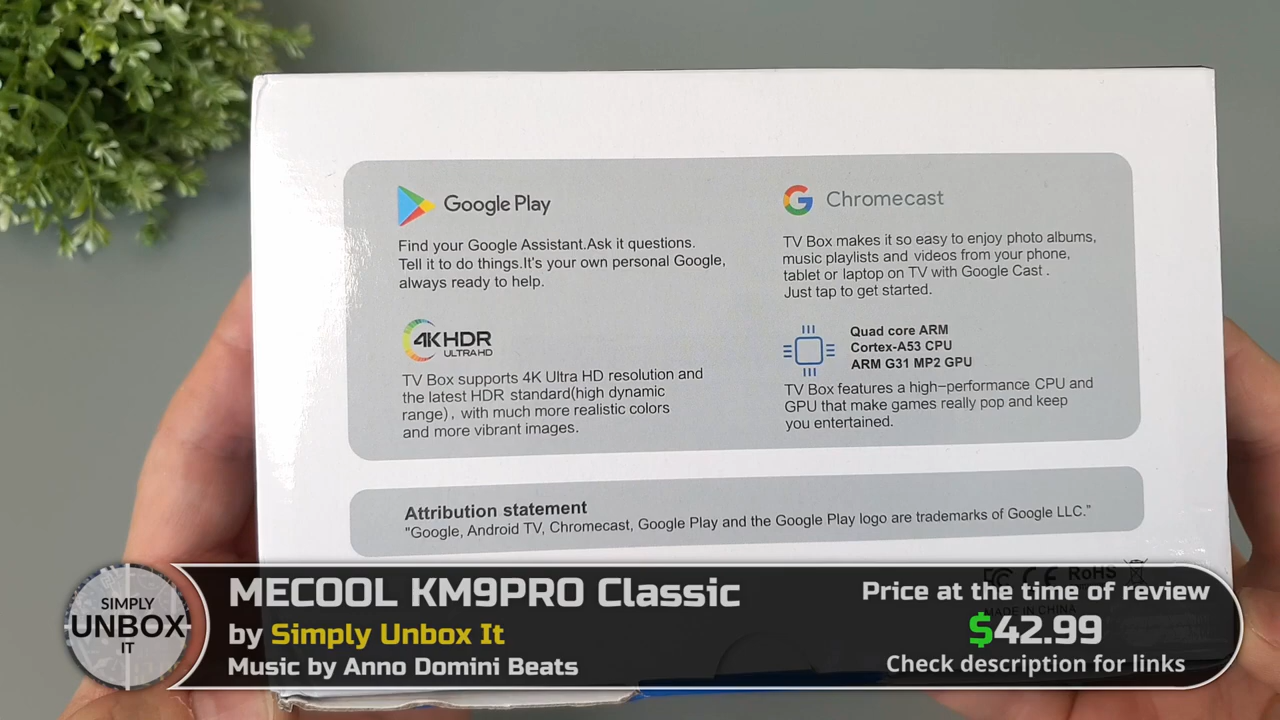 Google Play
Find your Google Assistant.Ask it questions.
Tell it to do things.It's your own personal Google,
always ready to help.
Chromecast
TV Box makes it so easy to enjoy photo albums,
music playlists and videos from your phone,
tablet or laptop on TV with Google Cast .
Just tap to get started.
4K HDR
ULTRA HD
TV Box supports 4K Ultra HD resolution and
the latest HDR standard(high dynamic
range) , with much more realistic colors
and more vibrant images.
Quad core ARM
Cortex-A53 CPU
ARM G31 MP2 GPU
TV Box features a high-performance CPU and
GPU that make games really pop and keep
you entertained.
Attribution statement
"Google, Android TV, Chromecast, Google Play and the Google Play logo are trademarks of Google LLC."
FC CE RoHS
MADE IN CHINA
SIMPLY
UNBOX
IT
MECOOL KM9PRO Classic
by Simply Unbox It
Music by Anno Domini Beats
Price at the time of review
$42.99
Check description for links